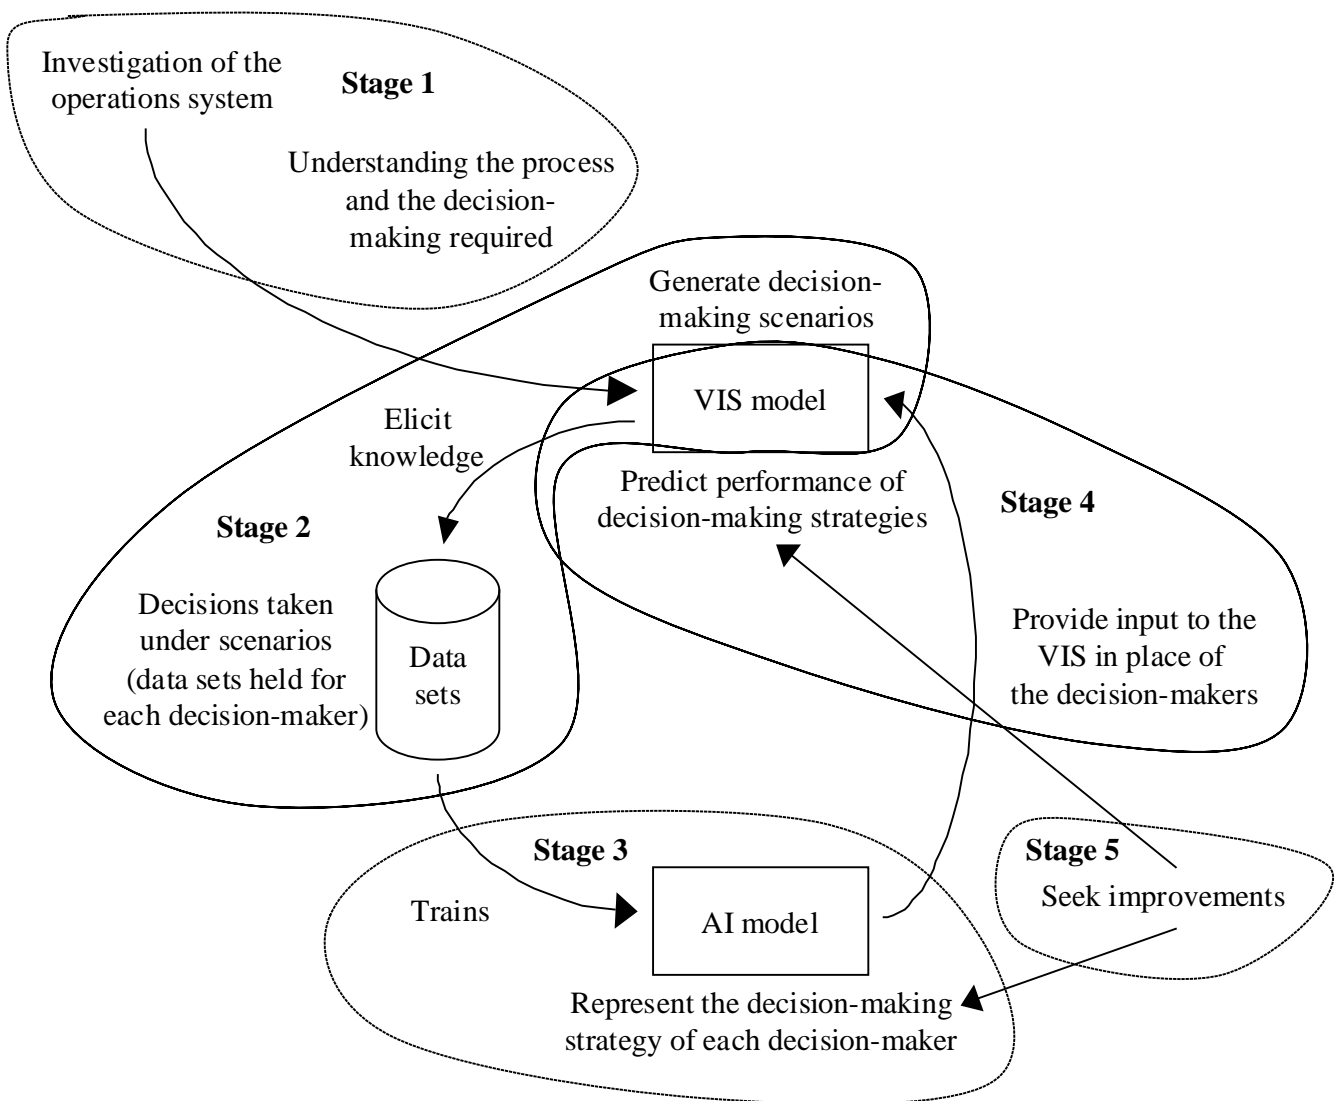 Investigation of the
operations system
Stage 1
Understanding the process
and the decision-
making required
Generate decision-
making scenarios
VIS model
Elicit
knowledge
Predict performance of
decision-making strategies
Stage 4
Stage 2
Decisions taken
under scenarios
(data sets held for
each decision-maker)
Data
sets
Provide input to the
VIS in place of
the decision-makers
Stage 3
Trains
AI model
Represent the decision-making
strategy of each decision-maker
Stage 5
Seek improvements